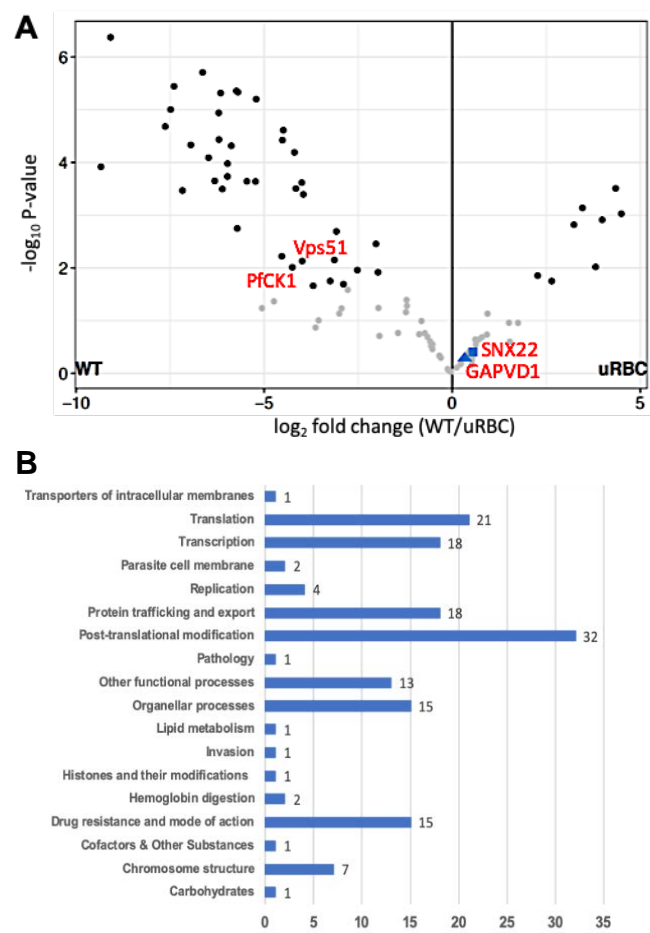 A
6
4
2
0
-log10 P-value
Vps51
PfCK1
SNX22
GAPVD1
WT
uRBC
−10
−5
0
5
log2 fold change (WT/uRBC)
B
Transporters of intracellular membranes 1
Translation 21
Transcription 18
Parasite cell membrane 2
Replication 4
Protein trafficking and export 18
Post-translational modification 32
Pathology 1
Other functional processes 13
Organellar processes 15
Lipid metabolism 1
Invasion 1
Histones and their modifications 1
Hemoglobin digestion 2
Drug resistance and mode of action 15
Cofactors & Other Substances 1
Chromosome structure 7
Carbohydrates 1
0 5 10 15 20 25 30 35